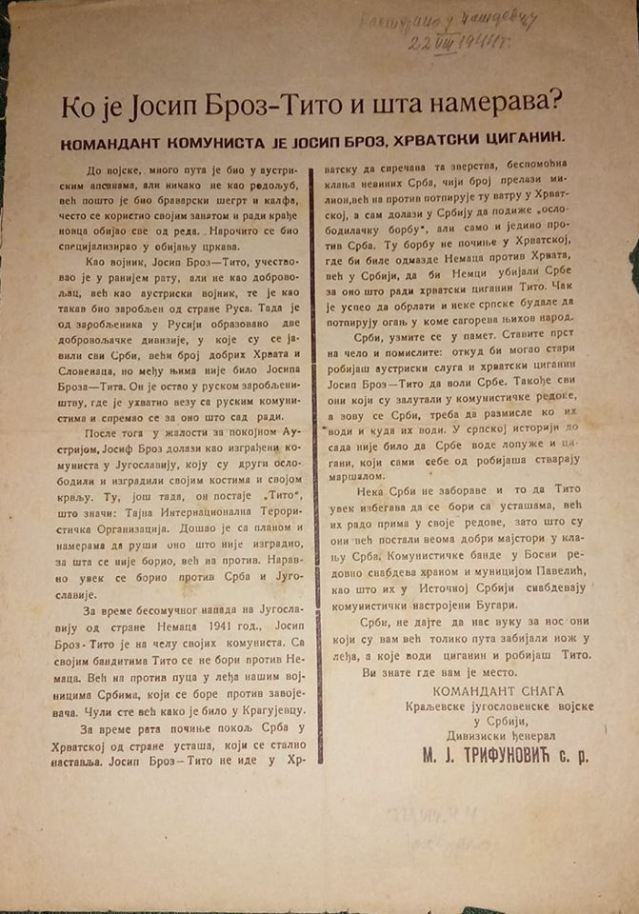 22 VIII 1944 г.
Ко је Јосип Броз-Тито и шта намерава?
КОМАНДАНТ КОМУНИСТА ЈЕ ЈОСИП БРОЗ, ХРВАТСКИ ЦИГАНИН.
До војске, много пута је био у аустри-
ским апсанама, али никако не као родољуб,
већ пошто је био браварски шегрт и калфа,
често се користио својим занатом и ради крађе
новца обијао све од реда. Нарочито се био
специјализирао у обијању цркава.
Као војник, Јосип Броз—Тито, учество-
вао је у ранијем рату, али не као доброво-
љац, већ као аустриски војник, те је као
такав био заробљен од стране Руса. Тада је
од заробљеника у Русији образовано две
добровољачке дивизије, у које су се ја-
вили сви Срби, већи број добрих Хрвата и
Словенаца, но међу њима није било Јосипа
Броза—Тита. Он је остао у руском заробљени-
штву, где је ухватио везу са руским комуни-
стима и спремао се за оно што сад ради.
После тога у жалости за покојном Ау-
стријом, Јосиф Броз долази као изграђени ко-
муниста у Југославију, коју су други осло-
бодили и изградили својим костима и својом
крвљу. Ту, још тада, он постаје „Тито“,
што значи: Тајна Интернационална Терори-
стичка Организација. Дошао је са планом и
намерама да руши оно што није изградио,
за шта се није борио, већ на против. Нарав-
но увек се борио против Срба и Југо-
славије.
За време бесомучног напада на Југосла-
вију од стране Немаца 1941 год., Јосип
Броз-Тито је на челу својих комуниста. Са
својим бандитима Тито се не бори против Не-
маца. Већ на против пуца у леђа нашим вој-
ницима Србима, који се боре против завоје-
вача. Чули сте већ како је било у Крагујевцу.
За време рата почиње покољ Срба у
Хрватској од стране усташа, који се стално
наставља. Јосип Броз—Тито не иде у Хр-
ватску да спречава та зверства, беспомоћна
клања невиних Срба, чији број прелази ми-
лион,већ на против потпирује ту ватру у Хрват-
ској, а сам долази у Србију да подиже „осло-
бодилачку борбу“, али само и једино про-
тив Срба. Ту борбу не почиње у Хрватској,
где би биле одмазде Немаца против Хрвата,
већ у Србији, да би Немци убијали Србе
за оно што ради хрватски циганин Тито. Чак
је успео да обрлати и неке српске будале да
потпирују огањ у коме сагорева њихов народ.
Срби, узмите се у памет. Ставите прст
на чело и помислите: откуд би могао стари
робијаш аустриски слуга и хрватски циганин
Јосип Броз—Тито да воли Србе. Такође сви
они који су залутали у комунистичке редове,
а зову се Срби, треба да размисле ко их
води и куда их води. У српској историји до
сада није било да Србе воде лопуже и ци-
гани, који сами себе од робијаша стварају
маршалом.
Нека Срби не забораве и то да Тито
увек избегава да се бори са усташама, већ
их радо прима у своје редове, зато што су
они већ постали веома добри мајстори у кла-
њу Срба. Комунистичке банде у Босни ре-
довно снабдева храном и муницијом Павелић,
као што их у Источној Србији снабдевају
комунистички настројени Бугари.
Срби, не дајте да вас вуку за нос они
који су вам већ толико пута забијали нож у
леђа, а које води циганин и робијаш Тито.
Ви знате где вам је место.
КОМАНДАНТ СНАГА
Краљевске југословенске војске
у Србији,
Дивизиски ђенерал
М. Ј. ТРИФУНОВИЋ с. р.